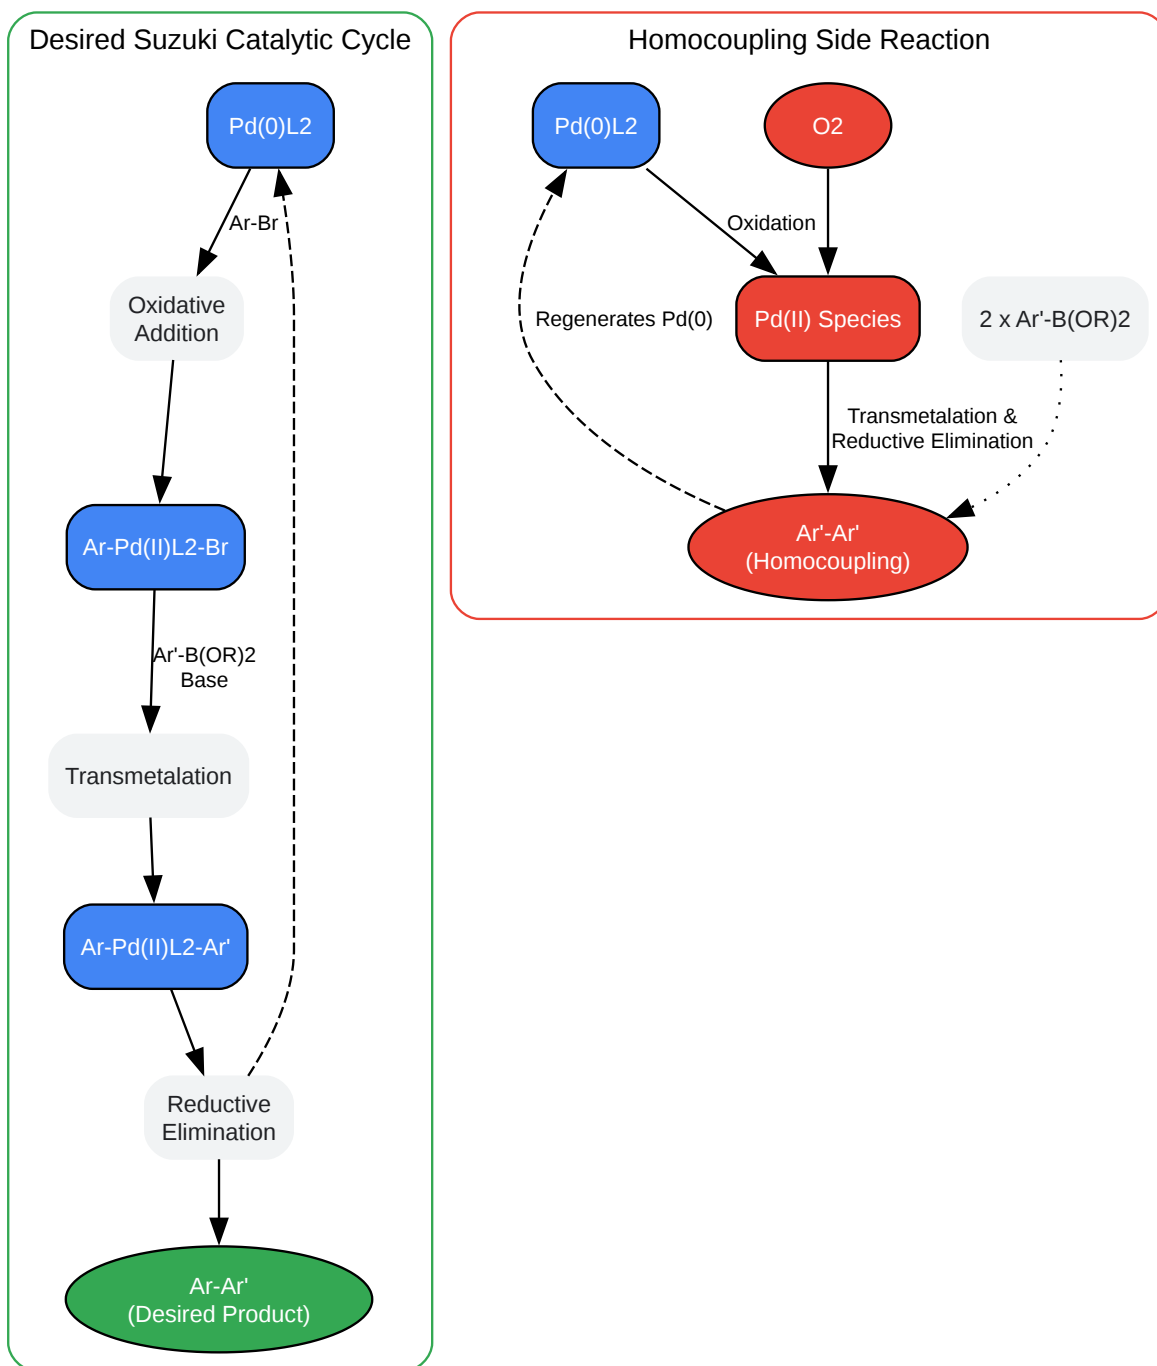 Desired Suzuki Catalytic Cycle
Pd(0)L2
Ar-Br
Oxidative
Addition
Ar-Pd(II)L2-Br
Ar'-B(OR)2
Base
Transmetalation
Ar-Pd(II)L2-Ar'
Reductive
Elimination
Ar-Ar'
(Desired Product)
Homocoupling Side Reaction
Pd(0)L2
O2
Oxidation
Regenerates Pd(0)
Pd(II) Species
2 x Ar'-B(OR)2
Transmetalation &
Reductive Elimination
Ar'-Ar'
(Homocoupling)